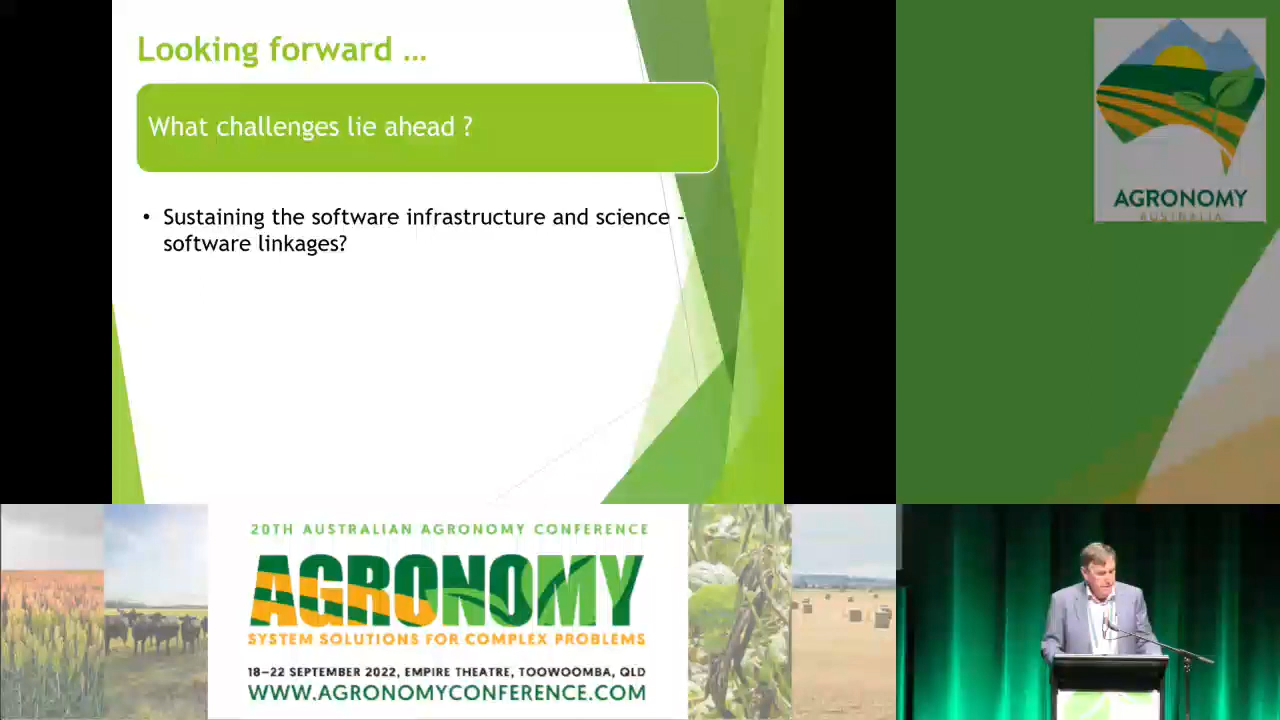 Looking forward ...
What challenges lie ahead ?
• Sustaining the software infrastructure and science -
software linkages?
AGRONOMY
AUSTRALIA
20TH AUSTRALIAN AGRONOMY CONFERENCE
AGRONOMY
SYSTEM SOLUTIONS FOR COMPLEX PROBLEMS
18–22 SEPTEMBER 2022, EMPIRE THEATRE, TOOWOOMBA, QLD
WWW.AGRONOMYCONFERENCE.COM